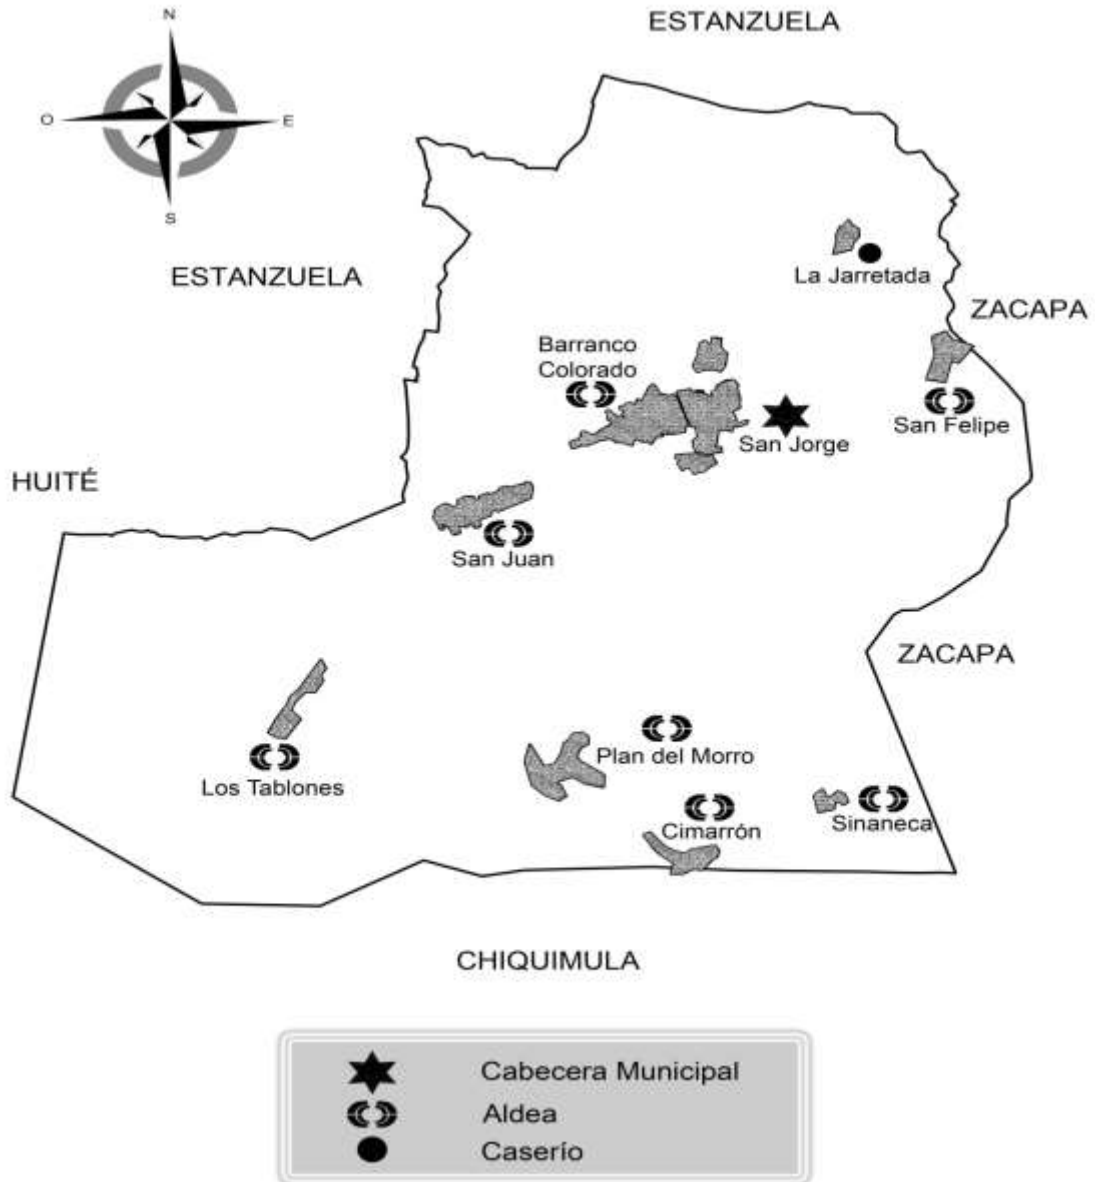 N
ESTANZUELA
O
E
S
ESTANZUELA
La Jarretada
ZACAPA
Barranco
Colorado
San Felipe
San Jorge
HUITÉ
San Juan
ZACAPA
Plan del Morro
Los Tablones
Cimarrón
Sinaneca
CHIQUIMULA
Cabecera Municipal
Aldea
Caserío